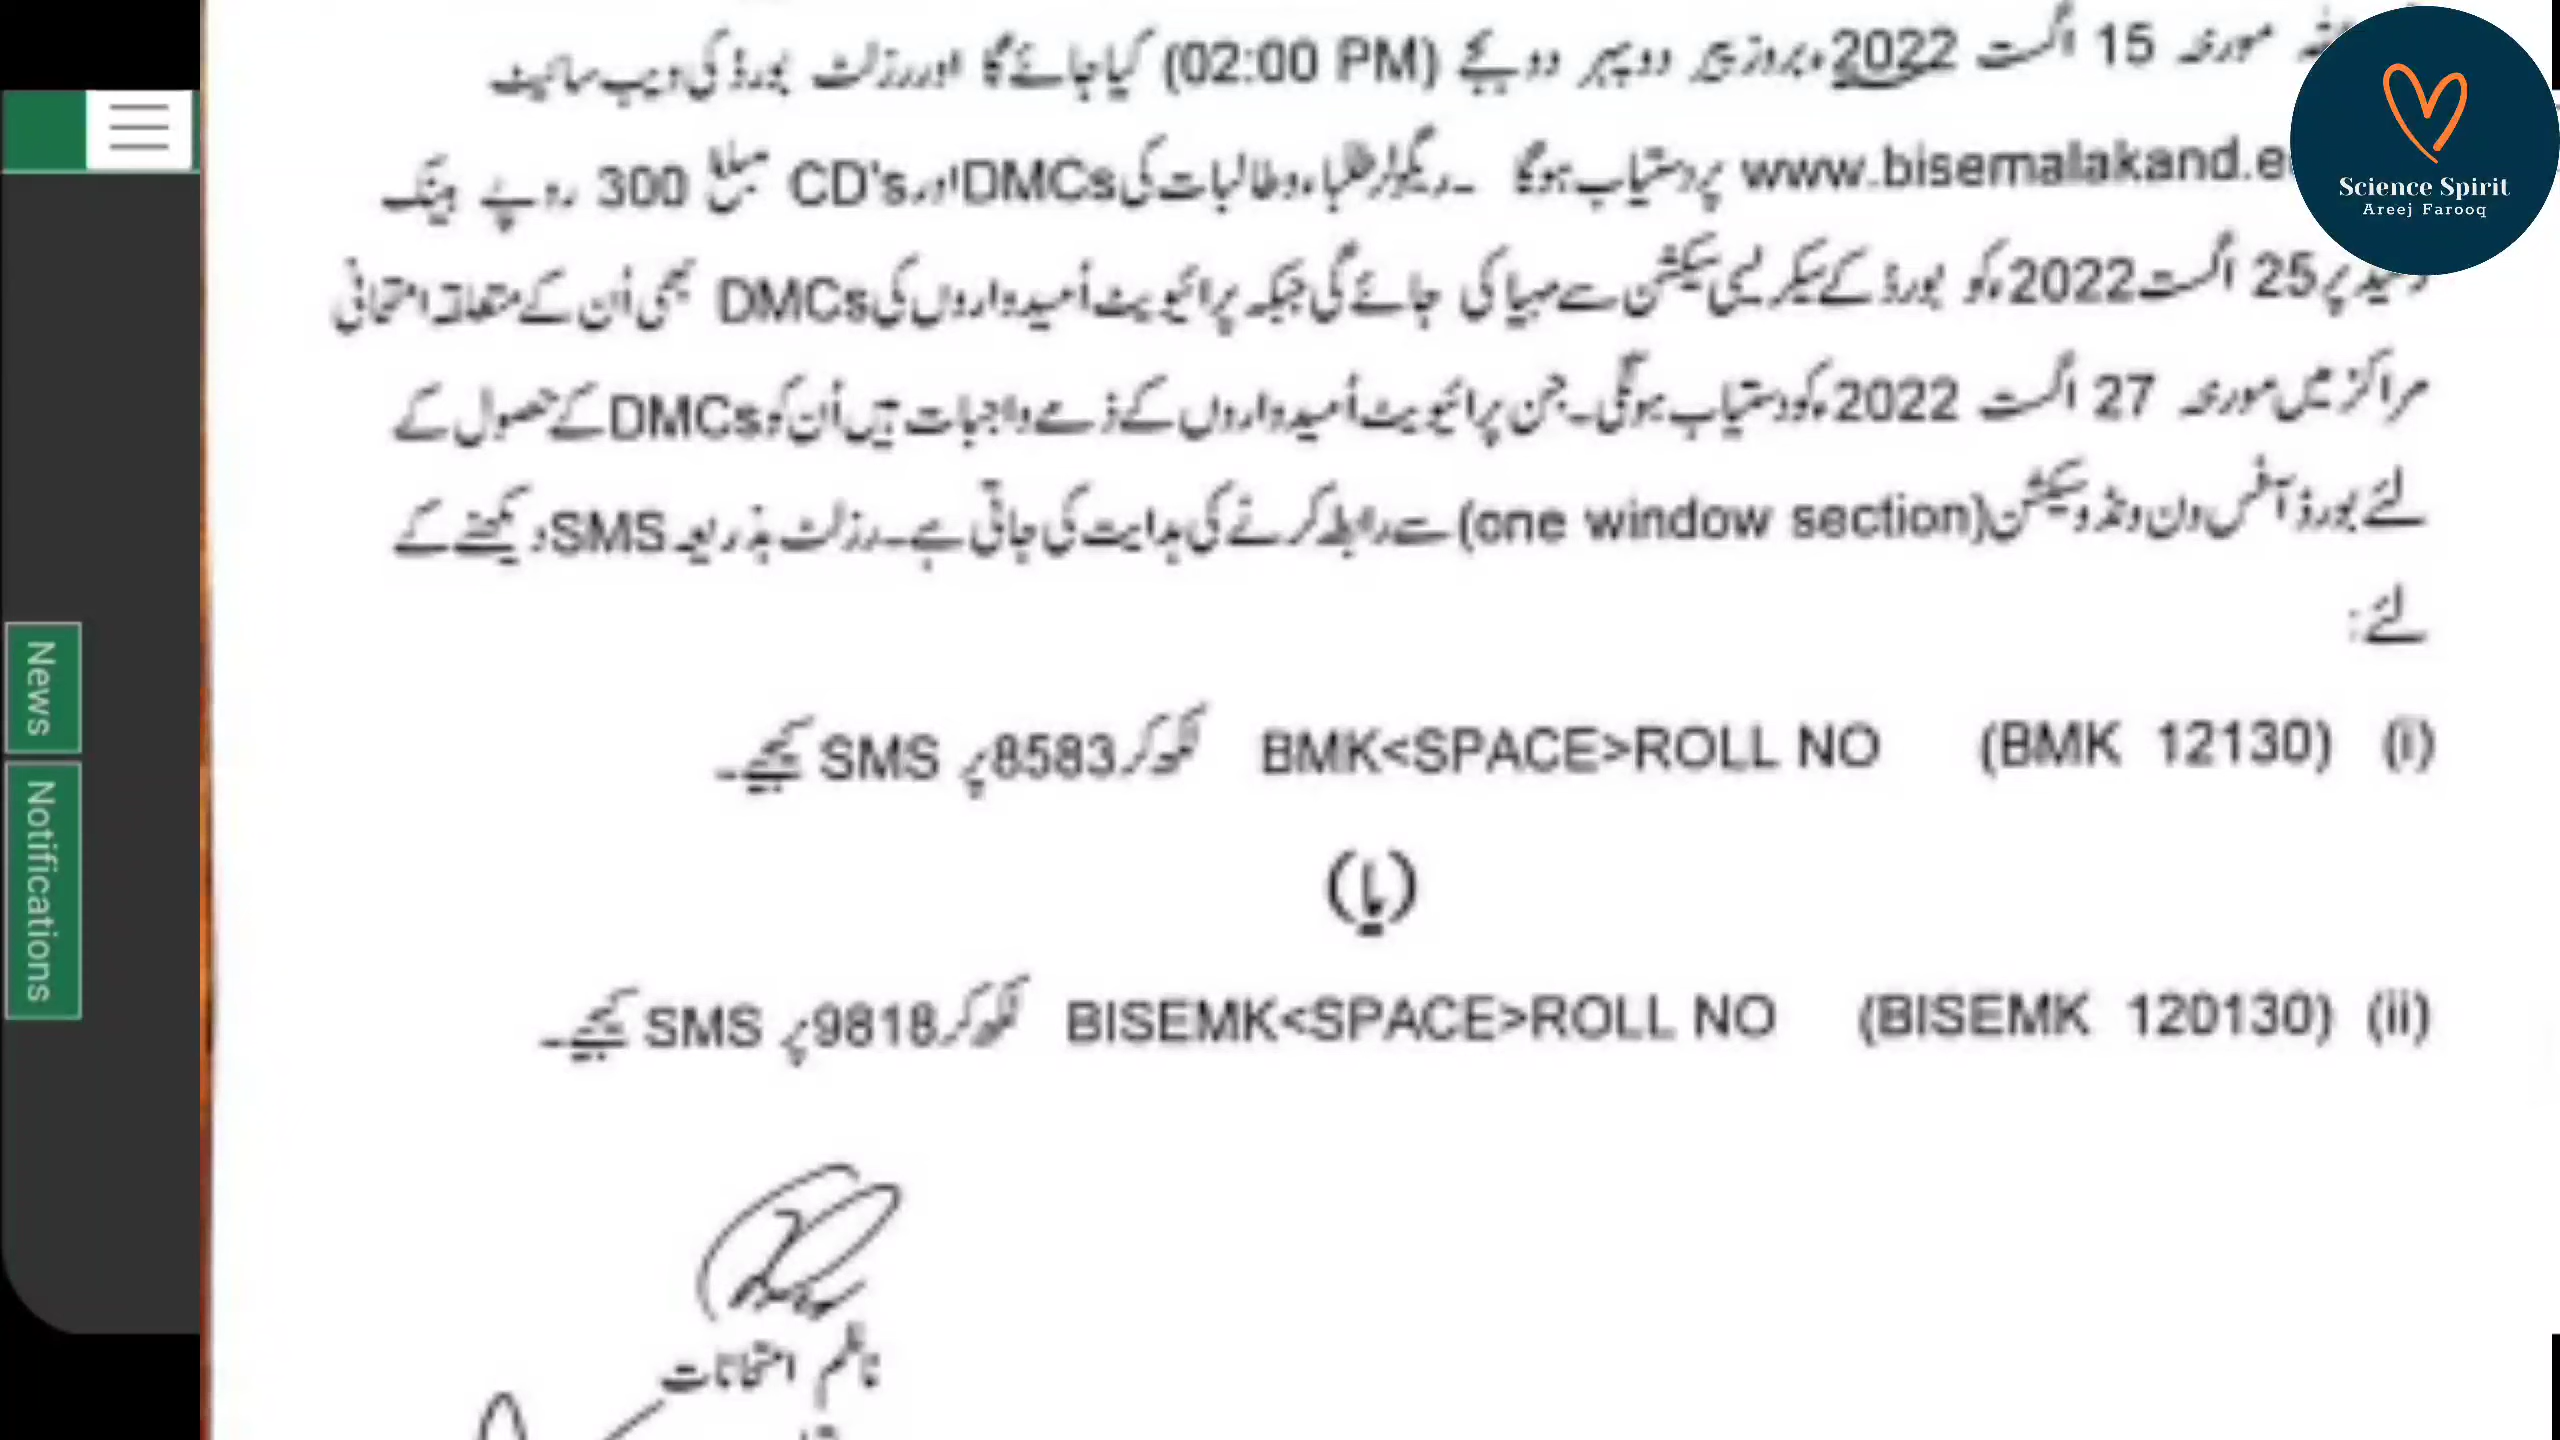 مورخہ 15 اگست 2022ء بروز پیر دوپہر دو بجے (02:00 PM) کیا جائے گا اور رزلٹ بورڈ کی ویب سائیٹ
www.bisemalakand.e پر دستیاب ہوگا ۔ ریگولر طلباء و طالبات کی DMCs اور CD's مبلغ 300 روپے بینک
رسید پر 25 اگست 2022ء کو بورڈ کے سیکریسی سیکشن سے مہیا کی جائے گی جبکہ پرائیویٹ اُمیدواروں کی DMCs بھی اُن کے متعلقہ امتحانی
مراکز میں مورخہ 27 اگست 2022ء کو دستیاب ہونگی۔ جن پرائیویٹ اُمیدواروں کے ذمے واجبات ہیں اُن کو DMCs کے حصول کے
لئے بورڈ آفس ون ونڈو سیکشن (one window section) سے رابطہ کرنے کی ہدایت کی جاتی ہے۔ رزلٹ بذریعہ SMS دیکھنے کے
لئے:
(i) (BMK 12130) BMK<SPACE>ROLL NO لکھ کر 8583 پر SMS کیجئے۔
(یا)
(ii) (BISEMK 120130) BISEMK<SPACE>ROLL NO لکھ کر 9818 پر SMS کیجئے۔
ناظم امتحانات
News
Notifications
Science Spirit
Areej Farooq